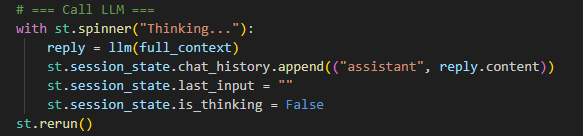 # === Call LLM ===
with st.spinner("Thinking..."):
    reply = llm(full_context)
    st.session_state.chat_history.append(("assistant", reply.content))
    st.session_state.last_input = ""
    st.session_state.is_thinking = False
st.rerun()